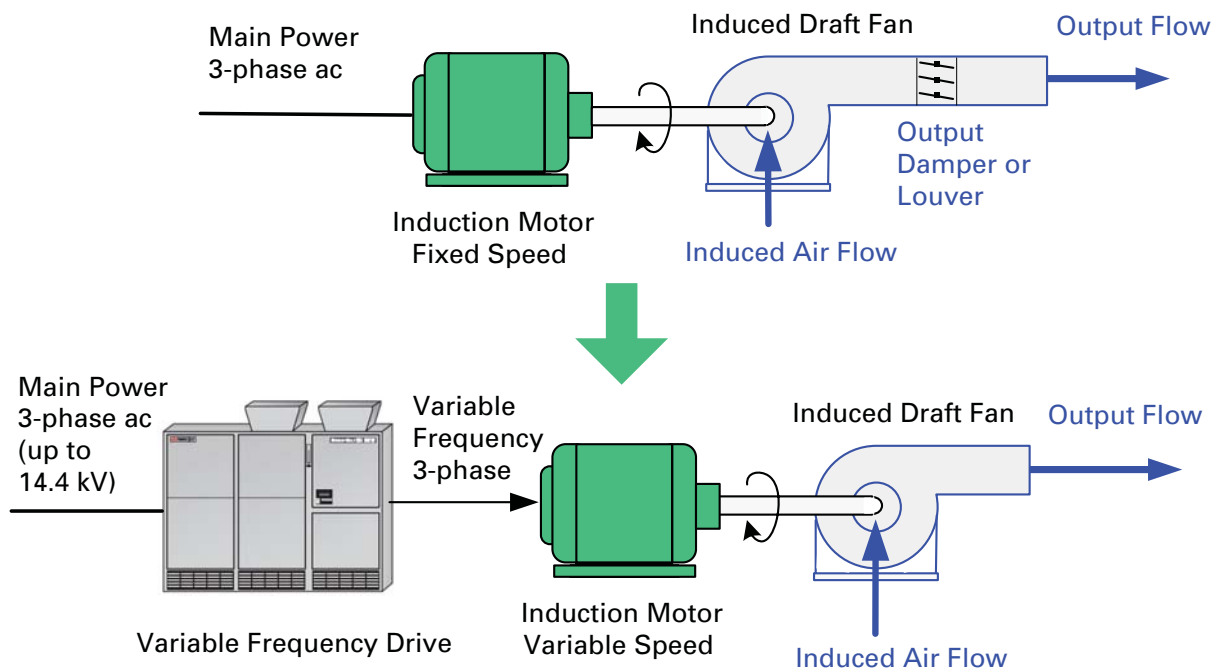 Main Power
3-phase ac
Induced Draft Fan
Output Flow
Output
Damper or
Louver
Induction Motor
Fixed Speed
Induced Air Flow
Main Power
3-phase ac
(up to
14.4 kV)
Variable
Frequency
3-phase
Induced Draft Fan
Output Flow
Variable Frequency Drive
Induction Motor
Variable Speed
Induced Air Flow